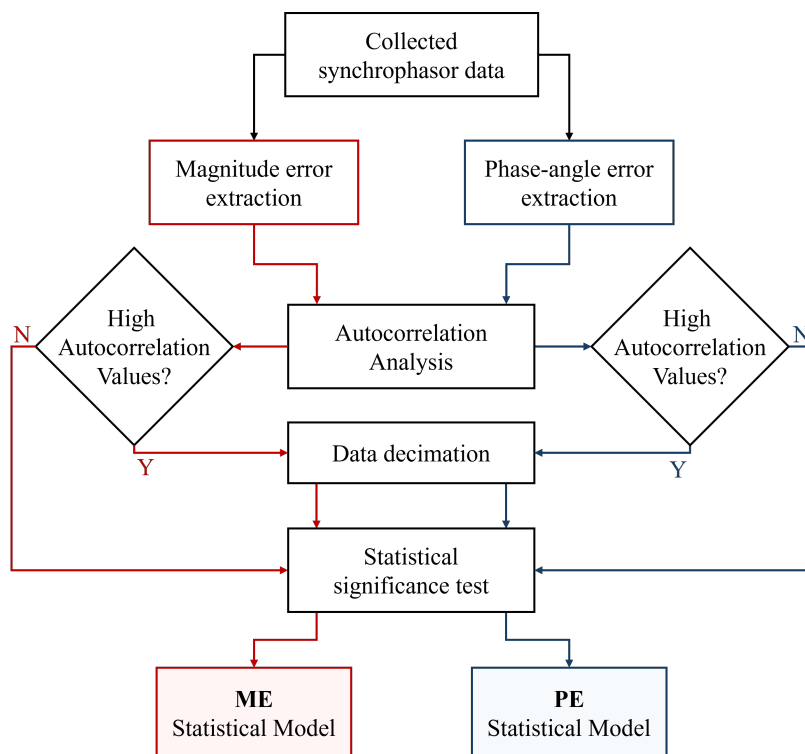 Collected
synchrophasor data
Magnitude error
extraction
Phase-angle error
extraction
High
Autocorrelation
Values?
N
Autocorrelation
Analysis
High
Autocorrelation
Values?
N
Y
Data decimation
Y
Statistical
significance test
ME
Statistical Model
PE
Statistical Model